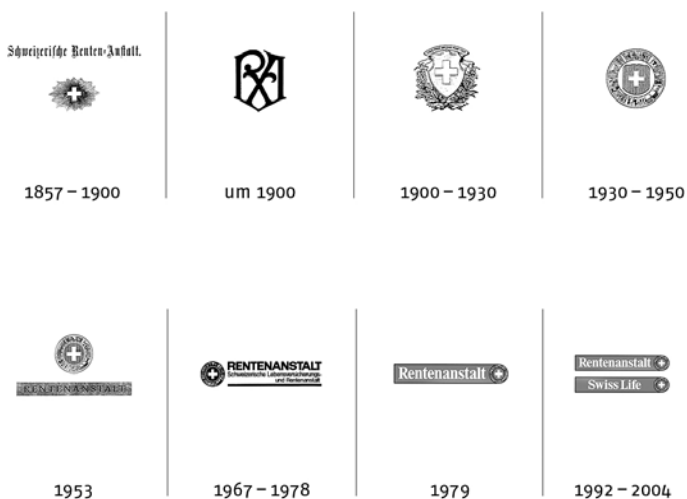 Schweizerische Renten-Anstalt.
1857 – 1900
um 1900
1900 – 1930
1930 – 1950
RENTENANSTALT
1953
RENTENANSTALT
Schweizerische Lebensversicherungs-
und Rentenanstalt
1967 – 1978
Rentenanstalt
1979
Rentenanstalt
Swiss Life
1992 – 2004